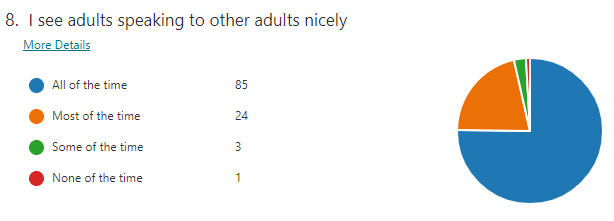 8. I see adults speaking to other adults nicely
More Details
All of the time 85
Most of the time 24
Some of the time 3
None of the time 1